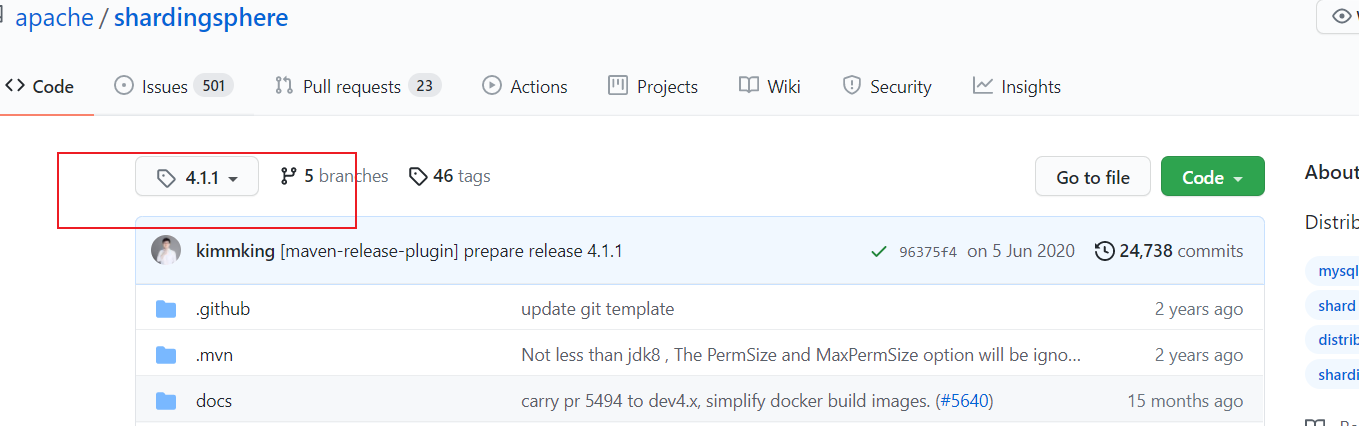 apache / shardingsphere
Code Issues 501 Pull requests 23 Actions Projects Wiki Security Insights
4.1.1 5 branches 46 tags Go to file Code
About
kimmking [maven-release-plugin] prepare release 4.1.1 96375f4 on 5 Jun 2020 24,738 commits
Distrib
mysql
.github update git template 2 years ago
shard
.mvn Not less than jdk8 , The PermSize and MaxPermSize option will be igno... 2 years ago
distrib
shardi
docs carry pr 5494 to dev4.x, simplify docker build images. (#5640) 15 months ago